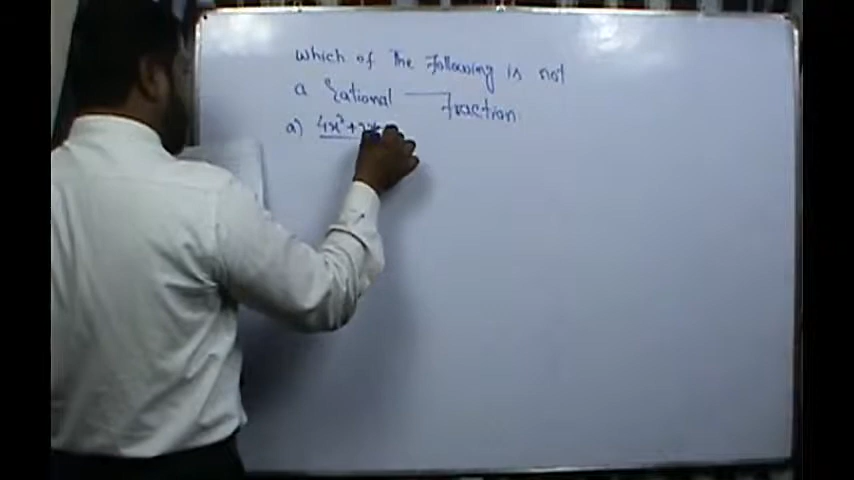 which of the following is not
a rational fraction
a) 4x²+